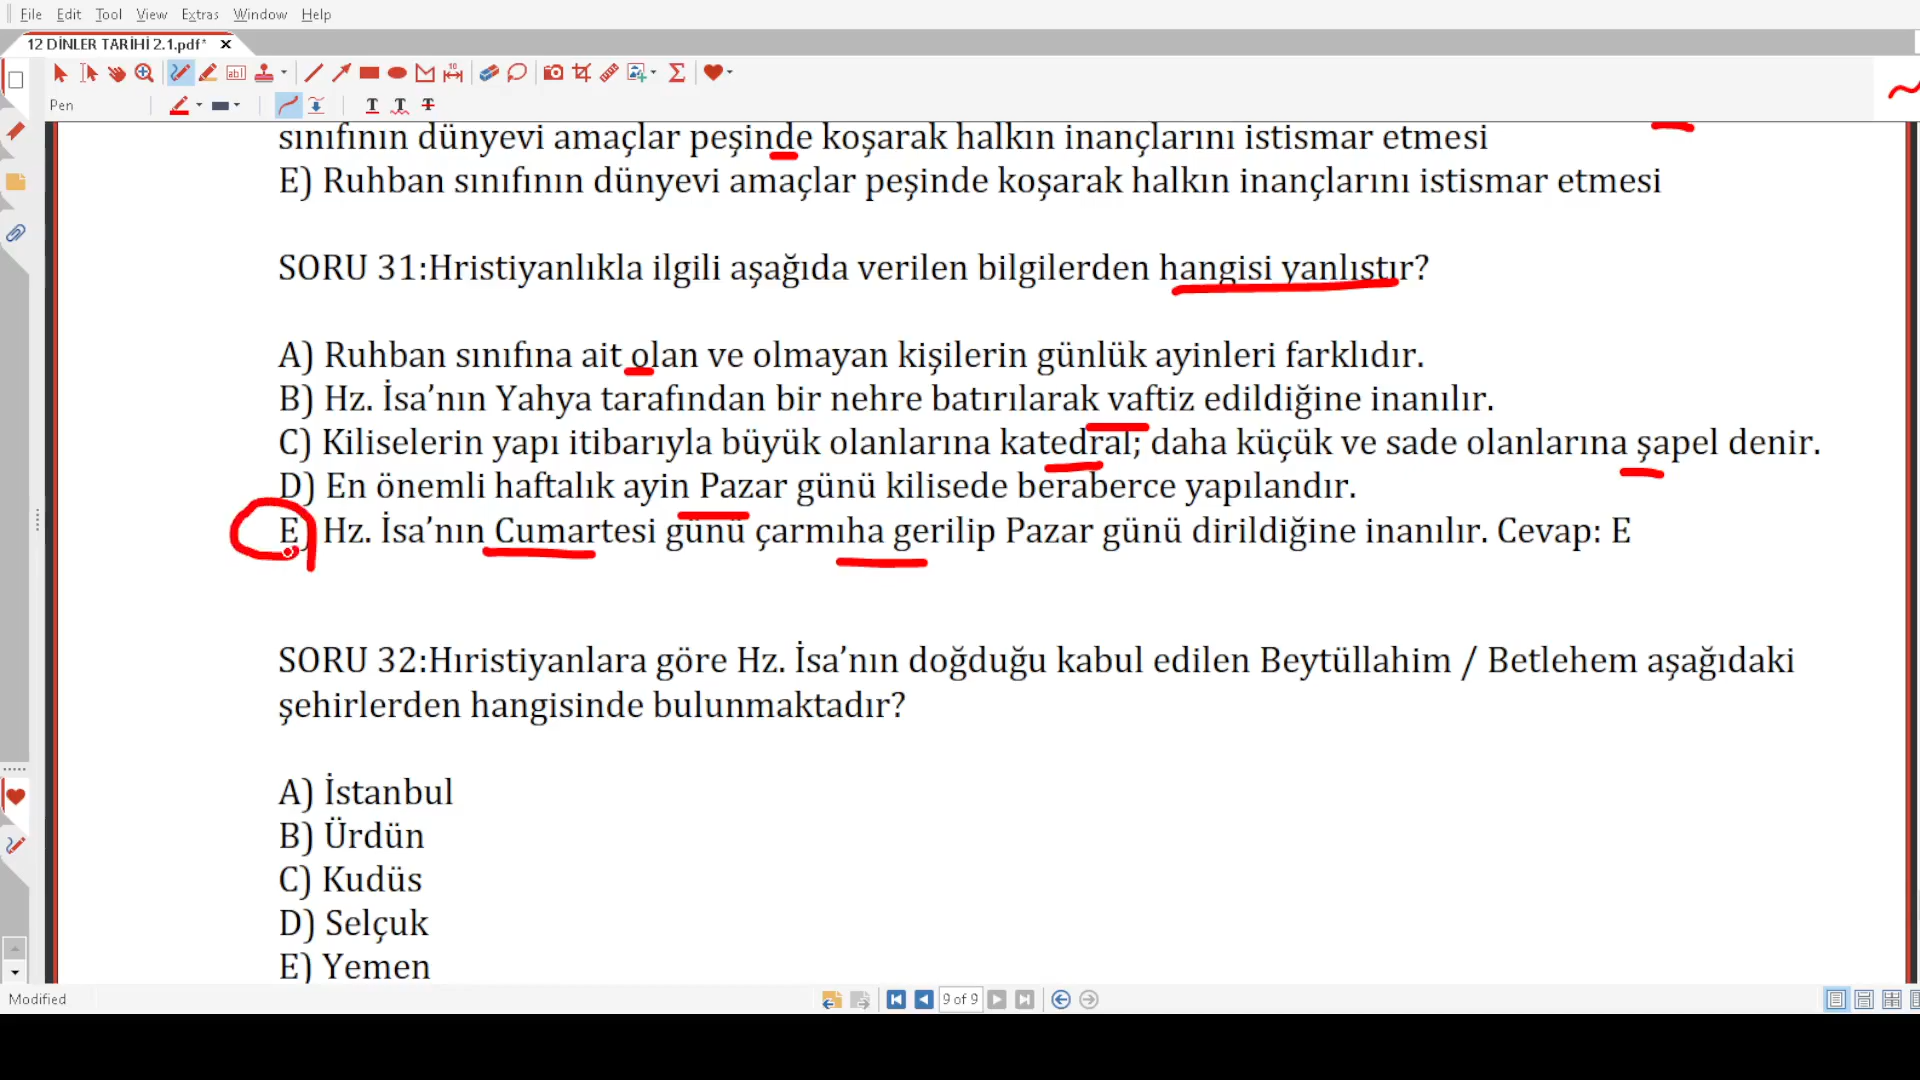 File Edit Tool View Extras Window Help
12 DİNLER TARİHİ 2.1.pdf*
Pen
sınıfının dünyevi amaçlar peşinde koşarak halkın inançlarını istismar etmesi
E) Ruhban sınıfının dünyevi amaçlar peşinde koşarak halkın inançlarını istismar etmesi
SORU 31:Hristiyanlıkla ilgili aşağıda verilen bilgilerden hangisi yanlıştır?
A) Ruhban sınıfına ait olan ve olmayan kişilerin günlük ayinleri farklıdır.
B) Hz. İsa’nın Yahya tarafından bir nehre batırılarak vaftiz edildiğine inanılır.
C) Kiliselerin yapı itibarıyla büyük olanlarına katedral; daha küçük ve sade olanlarına şapel denir.
D) En önemli haftalık ayin Pazar günü kilisede beraberce yapılandır.
E) Hz. İsa’nın Cumartesi günü çarmıha gerilip Pazar günü dirildiğine inanılır. Cevap: E
SORU 32:Hıristiyanlara göre Hz. İsa’nın doğduğu kabul edilen Beytüllahim / Betlehem aşağıdaki
şehirlerden hangisinde bulunmaktadır?
A) İstanbul
B) Ürdün
C) Kudüs
D) Selçuk
E) Yemen
Modified
9 of 9